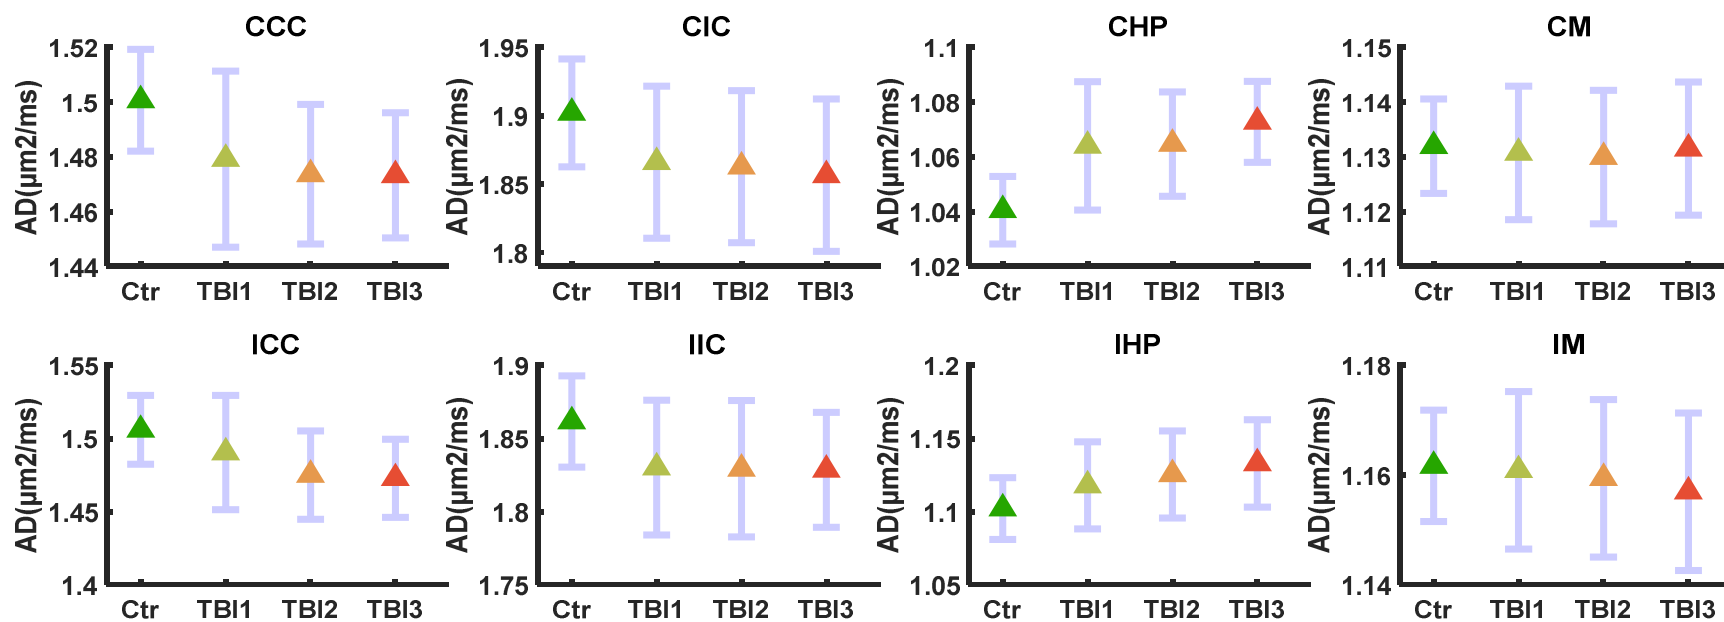 CCC
AD(μm2/ms)
1.52
1.5
1.48
1.46
1.44
Ctr TBI1 TBI2 TBI3
CIC
AD(μm2/ms)
1.95
1.9
1.85
1.8
Ctr TBI1 TBI2 TBI3
CHP
AD(μm2/ms)
1.1
1.08
1.06
1.04
1.02
Ctr TBI1 TBI2 TBI3
CM
AD(μm2/ms)
1.15
1.14
1.13
1.12
1.11
Ctr TBI1 TBI2 TBI3
ICC
AD(μm2/ms)
1.55
1.5
1.45
1.4
Ctr TBI1 TBI2 TBI3
IIC
AD(μm2/ms)
1.9
1.85
1.8
1.75
Ctr TBI1 TBI2 TBI3
IHP
AD(μm2/ms)
1.2
1.15
1.1
1.05
Ctr TBI1 TBI2 TBI3
IM
AD(μm2/ms)
1.18
1.16
1.14
Ctr TBI1 TBI2 TBI3